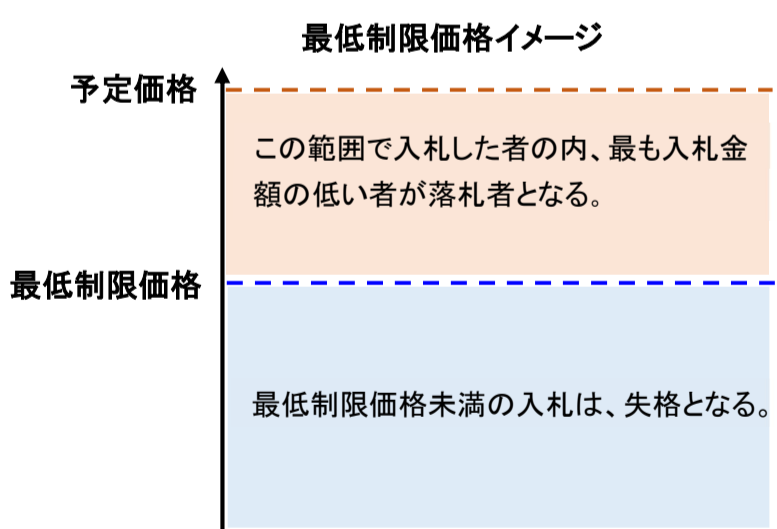 最低制限価格イメージ
予定価格
この範囲で入札した者の内、最も入札金
額の低い者が落札者となる。
最低制限価格
最低制限価格未満の入札は、失格となる。